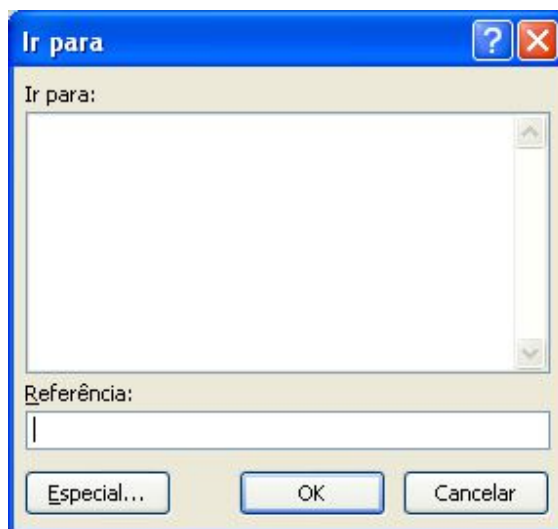 Ir para
Ir para:
Referência:
Especial...
OK
Cancelar